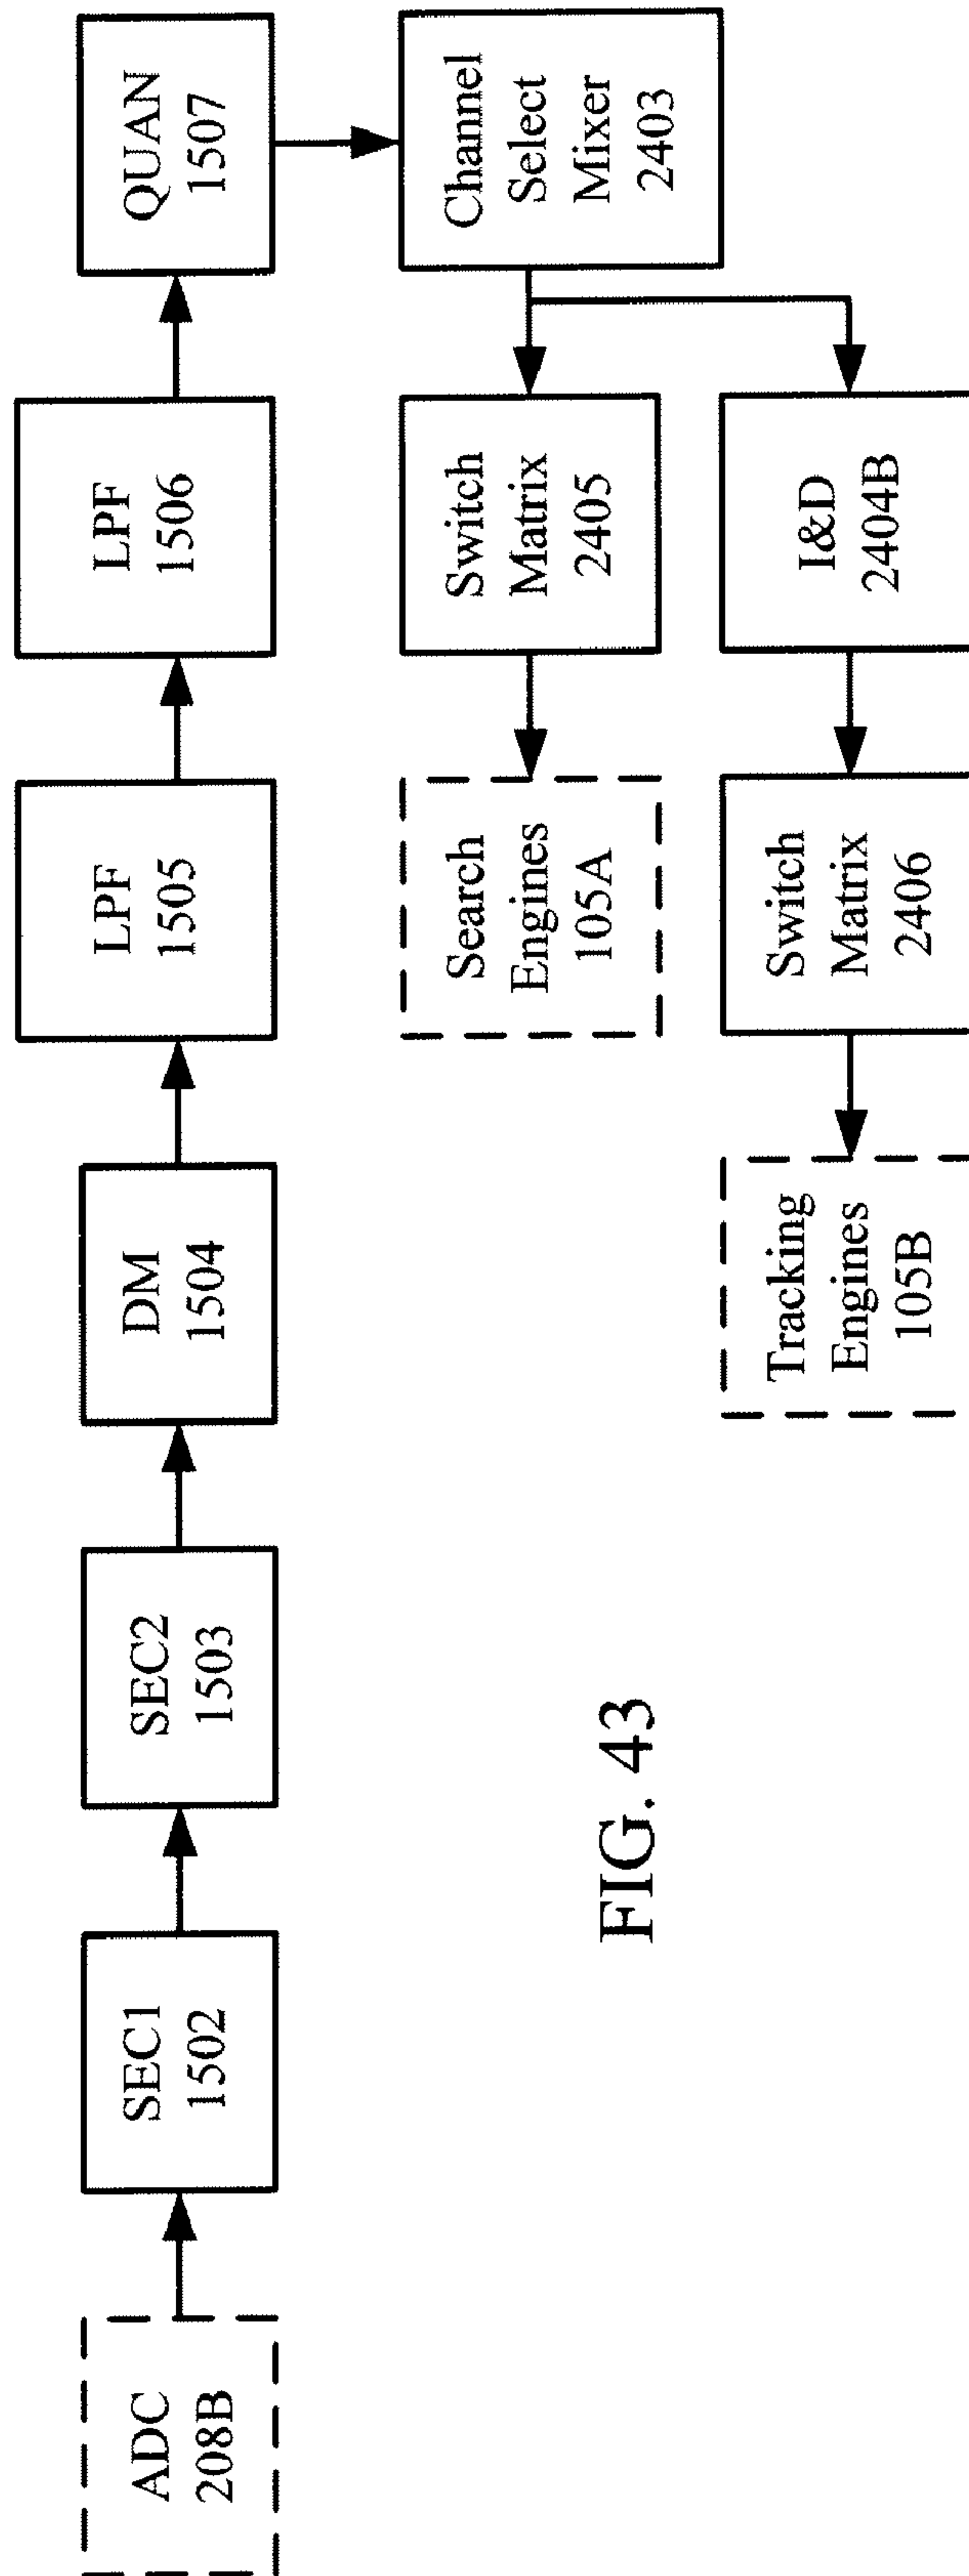 ADC
208B
SEC1
1502
SEC2
1503
DM
1504
LPF
1505
LPF
1506
QUAN
1507
Channel
Select
Mixer
2403
Switch
Matrix
2405
Search
Engines
105A
I&D
2404B
Switch
Matrix
2406
Tracking
Engines
105B
FIG. 43